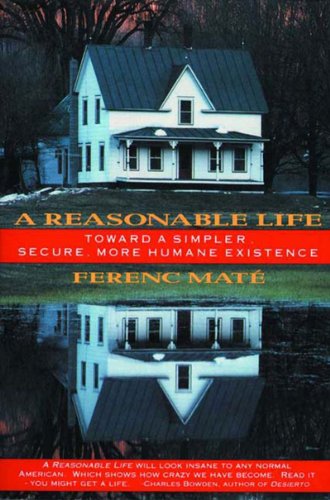 A REASONABLE LIFE
TOWARD A SIMPLER,
SECURE, MORE HUMANE EXISTENCE
FERENC MATÉ
A REASONABLE LIFE WILL LOOK INSANE TO ANY NORMAL
AMERICAN. WHICH SHOWS HOW CRAZY WE HAVE BECOME. READ IT
- YOU MIGHT GET A LIFE. -CHARLES BOWDEN, AUTHOR OF DESIERTO